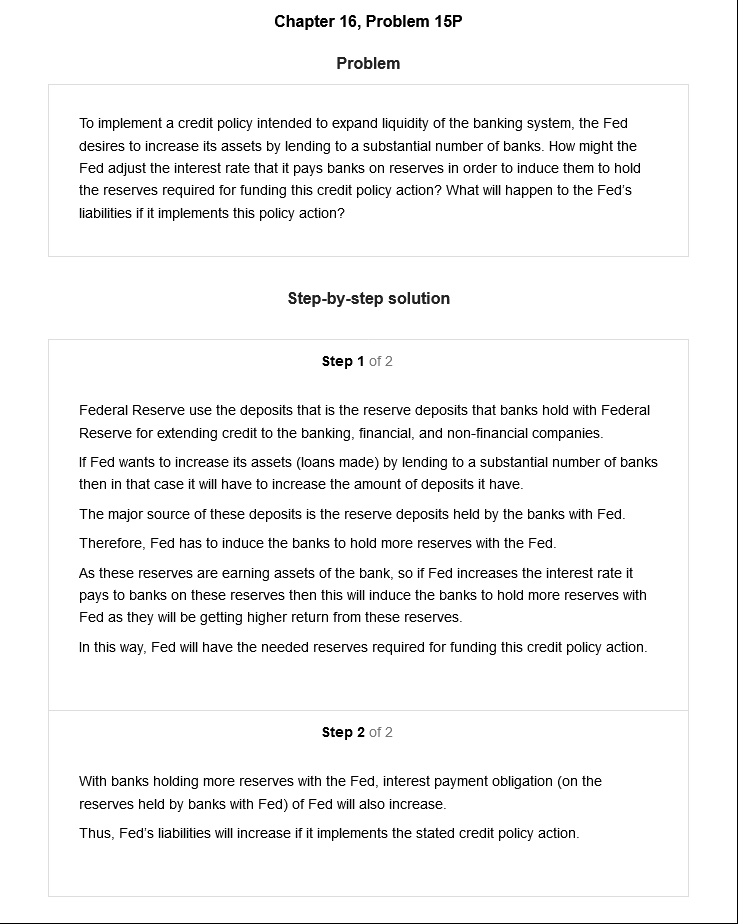 Chapter 16, Problem 15P
Problem
To implement a credit policy intended to expand liquidity of the banking system, the Fed
desires to increase its assets by lending to a substantial number of banks. How might the
Fed adjust the interest rate that it pays banks on reserves in order to induce them to hold
the reserves required for funding this credit policy action? What will happen to the Fed's
liabilities if it implements this policy action?
Step-by-step solution
Step 1 of 2
Federal Reserve use the deposits that is the reserve deposits that banks hold with Federal
Reserve for extending credit to the banking, financial, and non-financial companies.
If Fed wants to increase its assets (loans made) by lending to a substantial number of banks
then in that case it will have to increase the amount of deposits it have.
The major source of these deposits is the reserve deposits held by the banks with Fed.
Therefore, Fed has to induce the banks to hold more reserves with the Fed.
As these reserves are earning assets of the bank, so if Fed increases the interest rate it
pays to banks on these reserves then this will induce the banks to hold more reserves with
Fed as they will be getting higher return from these reserves.
In this way, Fed will have the needed reserves required for funding this credit policy action.
Step 2 of 2
With banks holding more reserves with the Fed, interest payment obligation (on the
reserves held by banks with Fed) of Fed will also increase.
Thus, Fed's liabilities will increase if it implements the stated credit policy action.